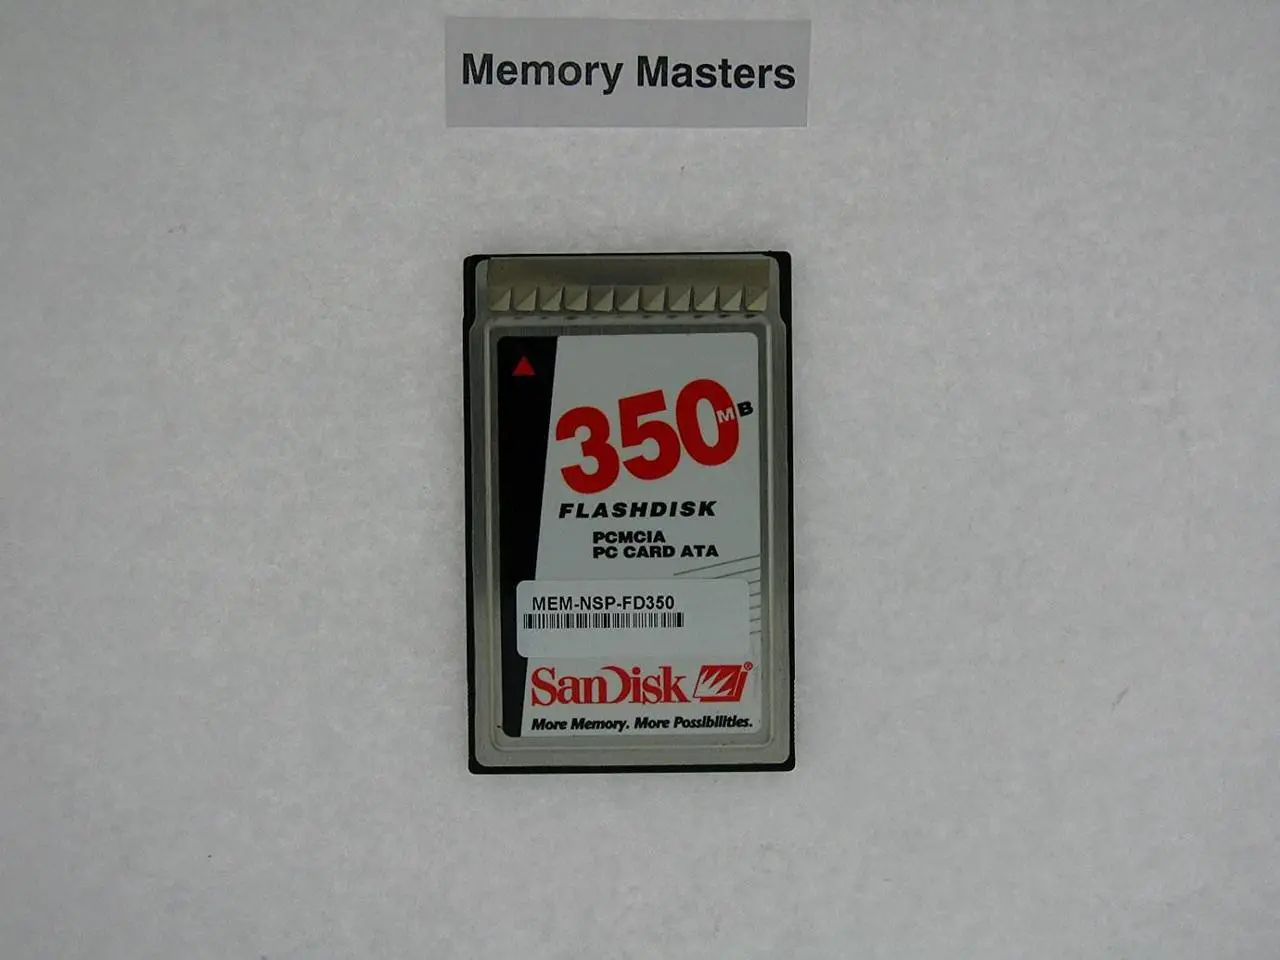 Memory Masters
350MB
FLASHDISK
PCMCIA
PC CARD ATA
MEM-NSP-FD350
SanDisk®
More Memory. More Possibilities.